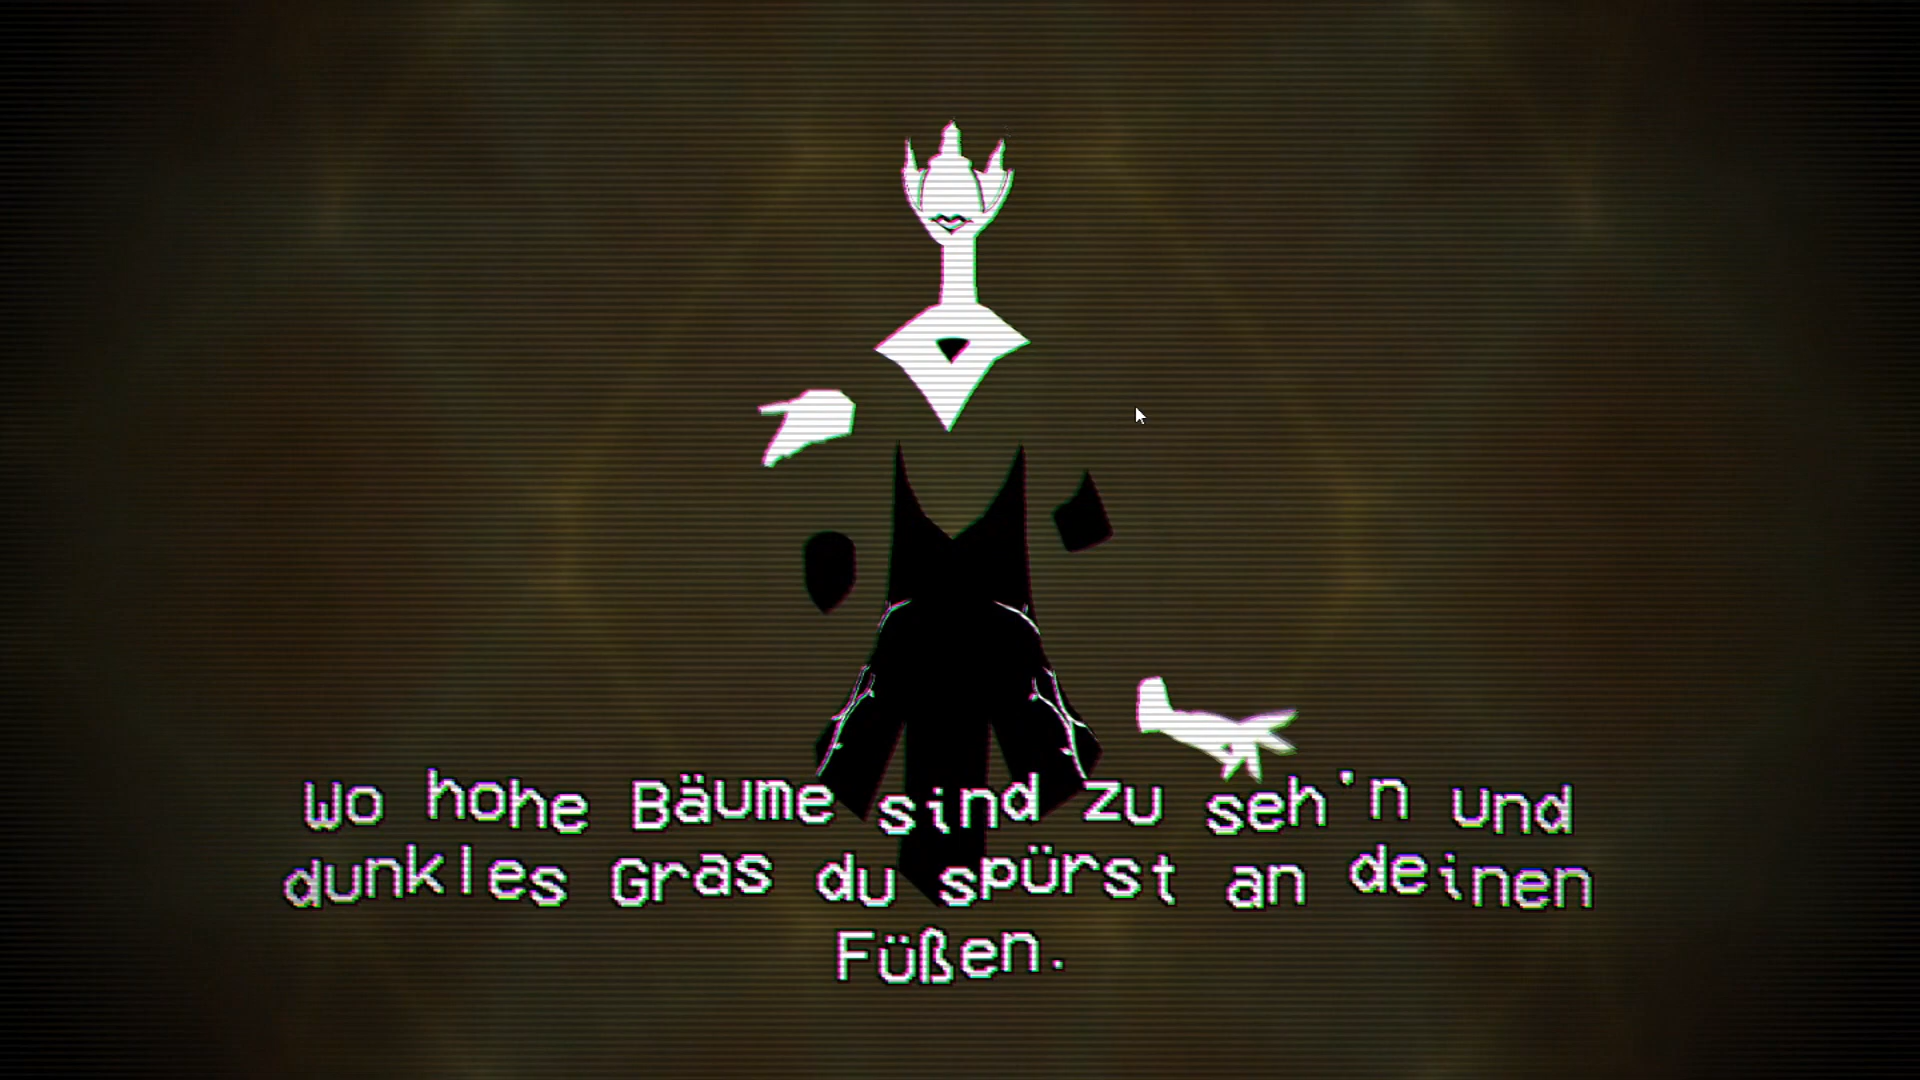 Wo hohe Bäume sind zu seh'n und
dunkles Gras du spürst an deinen
Füßen.